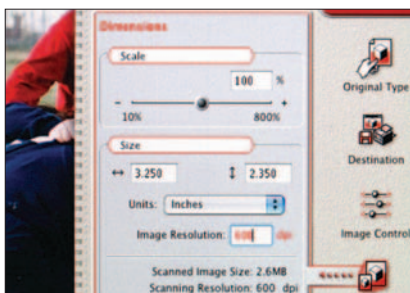 Dimensions
Scale
100 %
- +
10% 800%
Size
3.250 2.350
Units: Inches
Image Resolution: 600 dpi
Scanned Image Size: 2.6MB
Scanning Resolution: 600 dpi
Original Type
Destination
Image Control